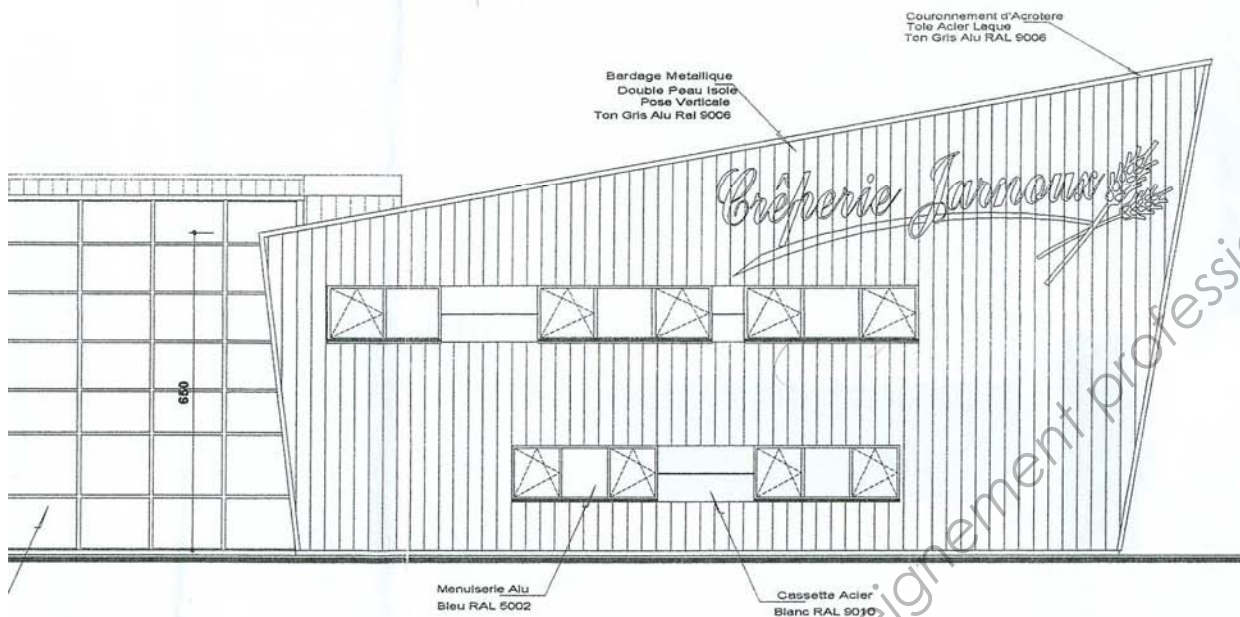 Couronnement d'Acrotere
Tole Acier Laque
Ton Gris Alu RAL 9006
Bardage Metallique
Double Peau Isole
Pose Verticale
Ton Gris Alu Ral 9006
Crêperie Jarnoux
650
Menuiserie Alu
Bleu RAL 5002
Cassette Acier
Blanc RAL 9010